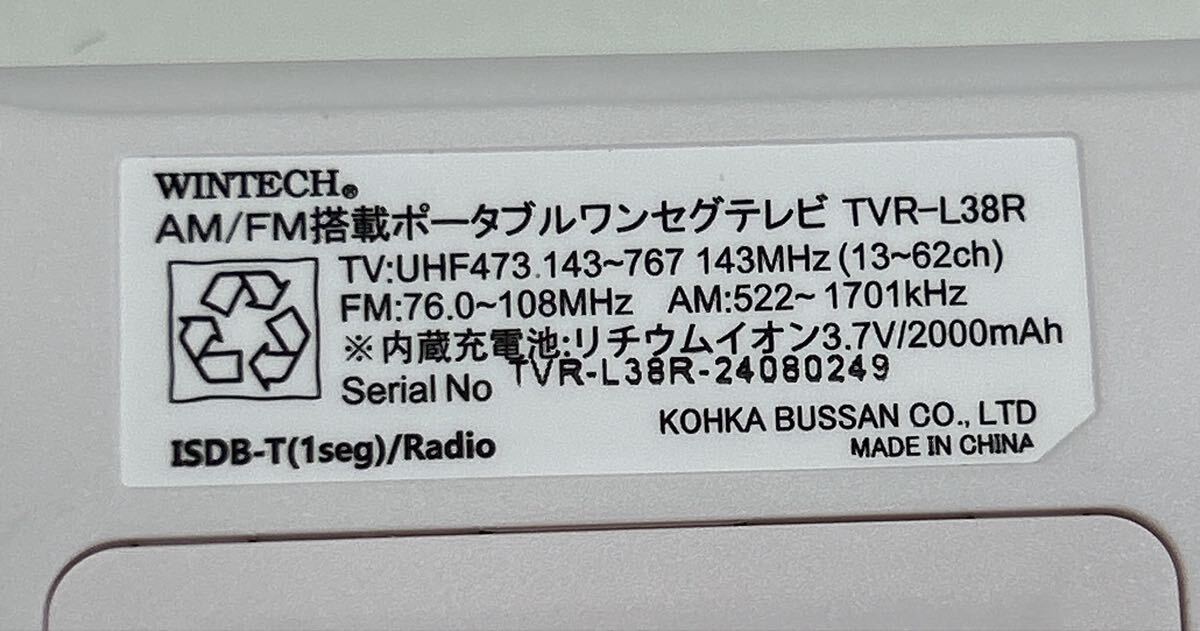 WINTECH®
AM/FM搭載ポータブルワンセグテレビ TVR-L38R
TV:UHF473.143~767 143MHz (13~62ch)
FM:76.0~108MHz AM:522~1701kHz
※内蔵充電池:リチウムイオン3.7V/2000mAh
Serial No TVR-L38R-24080249
KOHKA BUSSAN CO., LTD
ISDB-T(1seg)/Radio
MADE IN CHINA